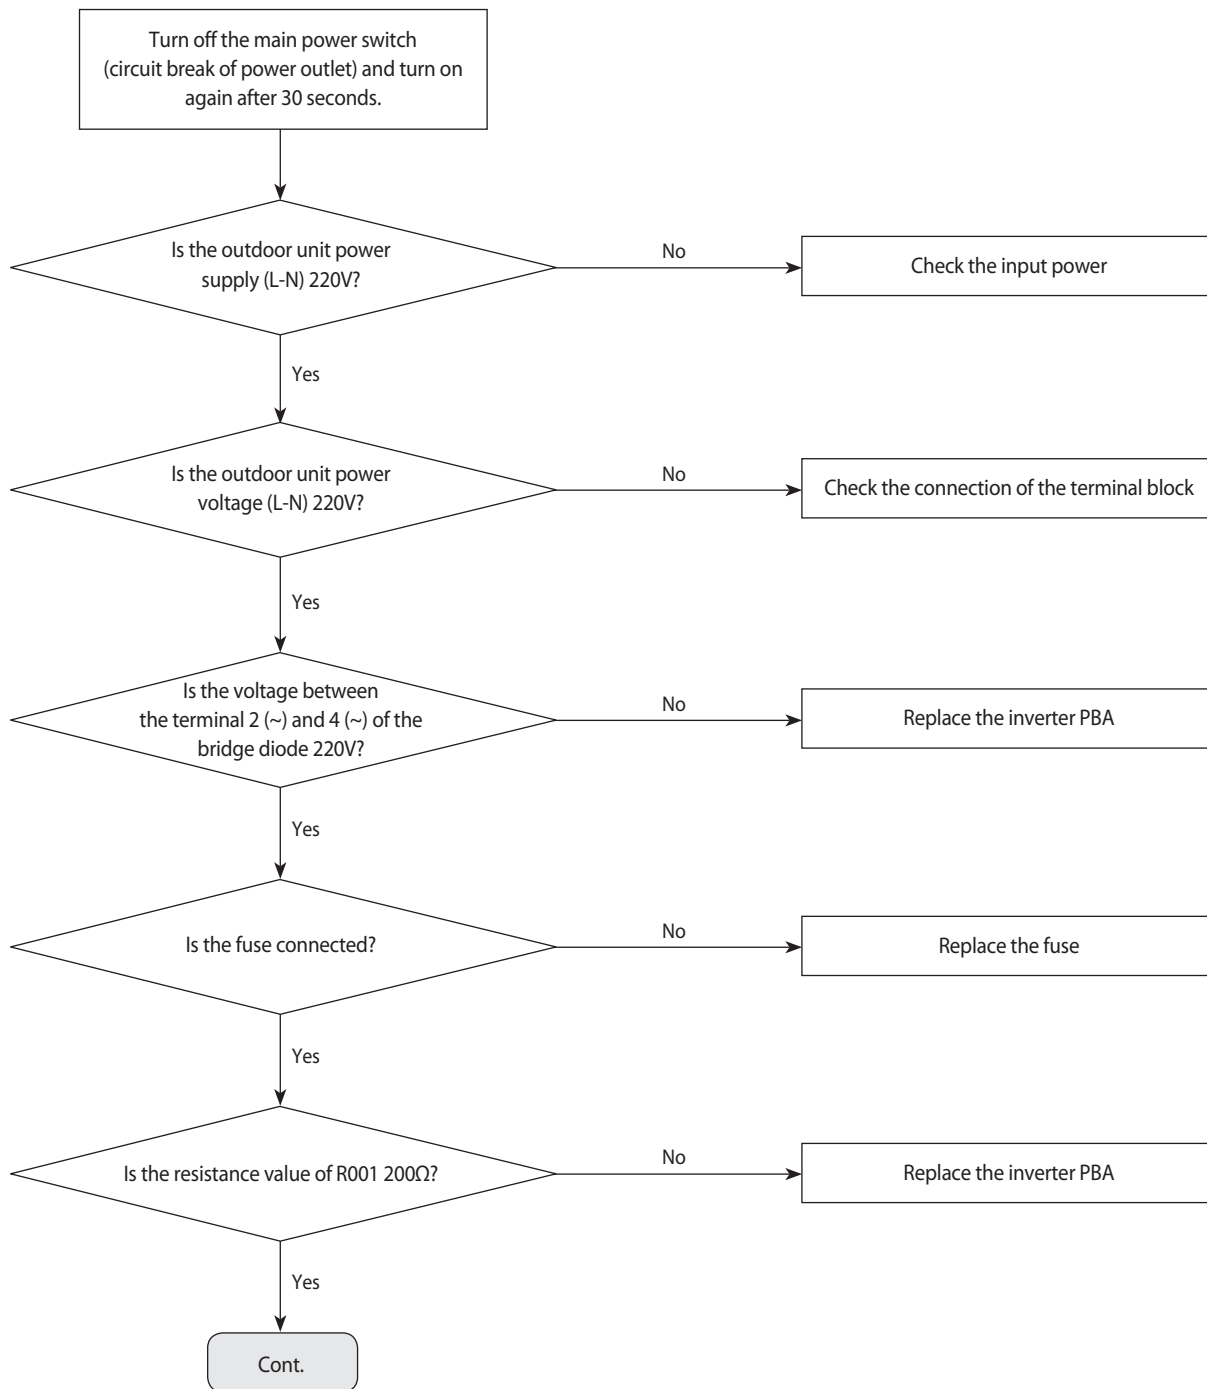 Turn off the main power switch
(circuit break of power outlet) and turn on
again after 30 seconds.
Is the outdoor unit power
supply (L-N) 220V?
No
Check the input power
Yes
Is the outdoor unit power
voltage (L-N) 220V?
No
Check the connection of the terminal block
Yes
Is the voltage between
the terminal 2 (~) and 4 (~) of the
bridge diode 220V?
No
Replace the inverter PBA
Yes
Is the fuse connected?
No
Replace the fuse
Yes
Is the resistance value of R001 200Ω?
No
Replace the inverter PBA
Yes
Cont.